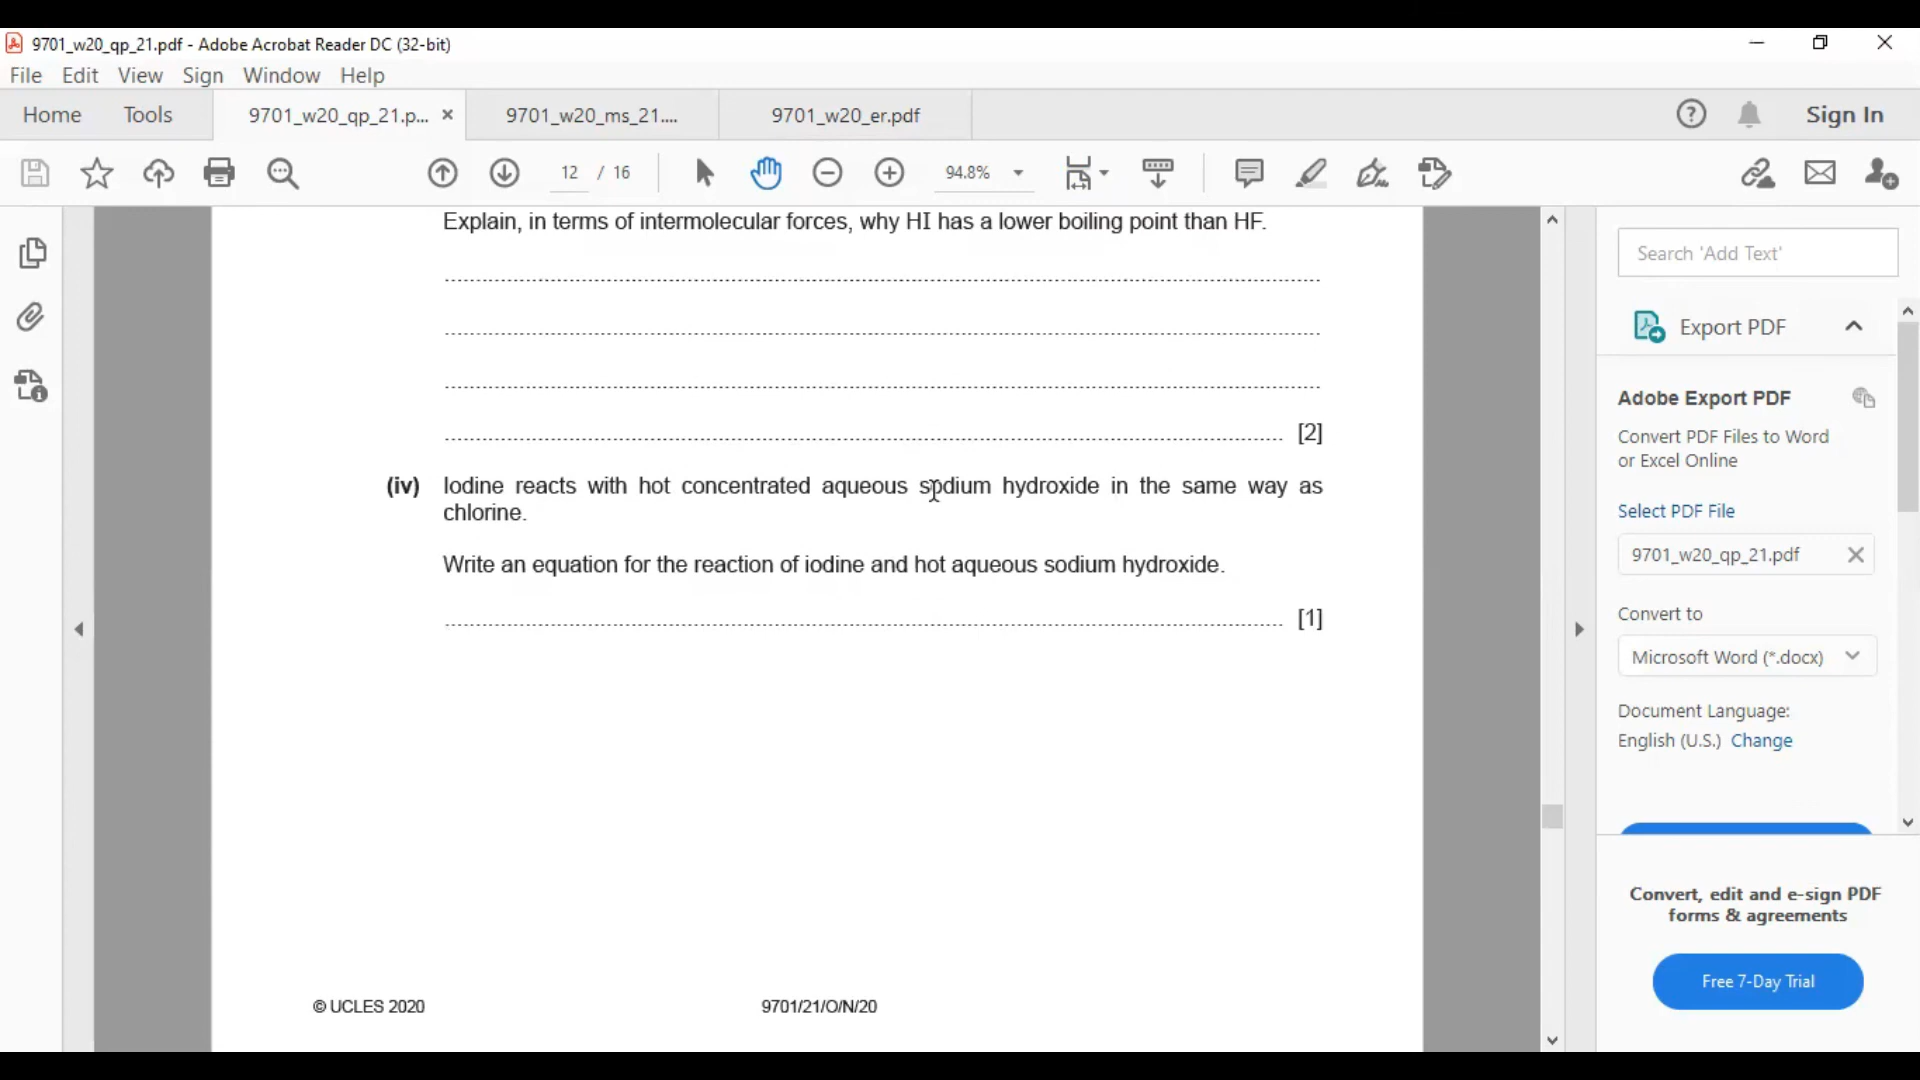 9701_w20_qp_21.pdf - Adobe Acrobat Reader DC (32-bit)
File Edit View Sign Window Help
Home Tools 9701_w20_qp_21.p... × 9701_w20_ms_21.... 9701_w20_er.pdf Sign In
12 / 16 94.8%
Explain, in terms of intermolecular forces, why HI has a lower boiling point than HF.
[2]
(iv) Iodine reacts with hot concentrated aqueous sodium hydroxide in the same way as
chlorine.
Write an equation for the reaction of iodine and hot aqueous sodium hydroxide.
[1]
© UCLES 2020 9701/21/O/N/20
Search 'Add Text'
Export PDF
Adobe Export PDF
Convert PDF Files to Word
or Excel Online
Select PDF File
9701_w20_qp_21.pdf
Convert to
Microsoft Word (*.docx)
Document Language:
English (U.S.) Change
Convert, edit and e-sign PDF
forms & agreements
Free 7-Day Trial